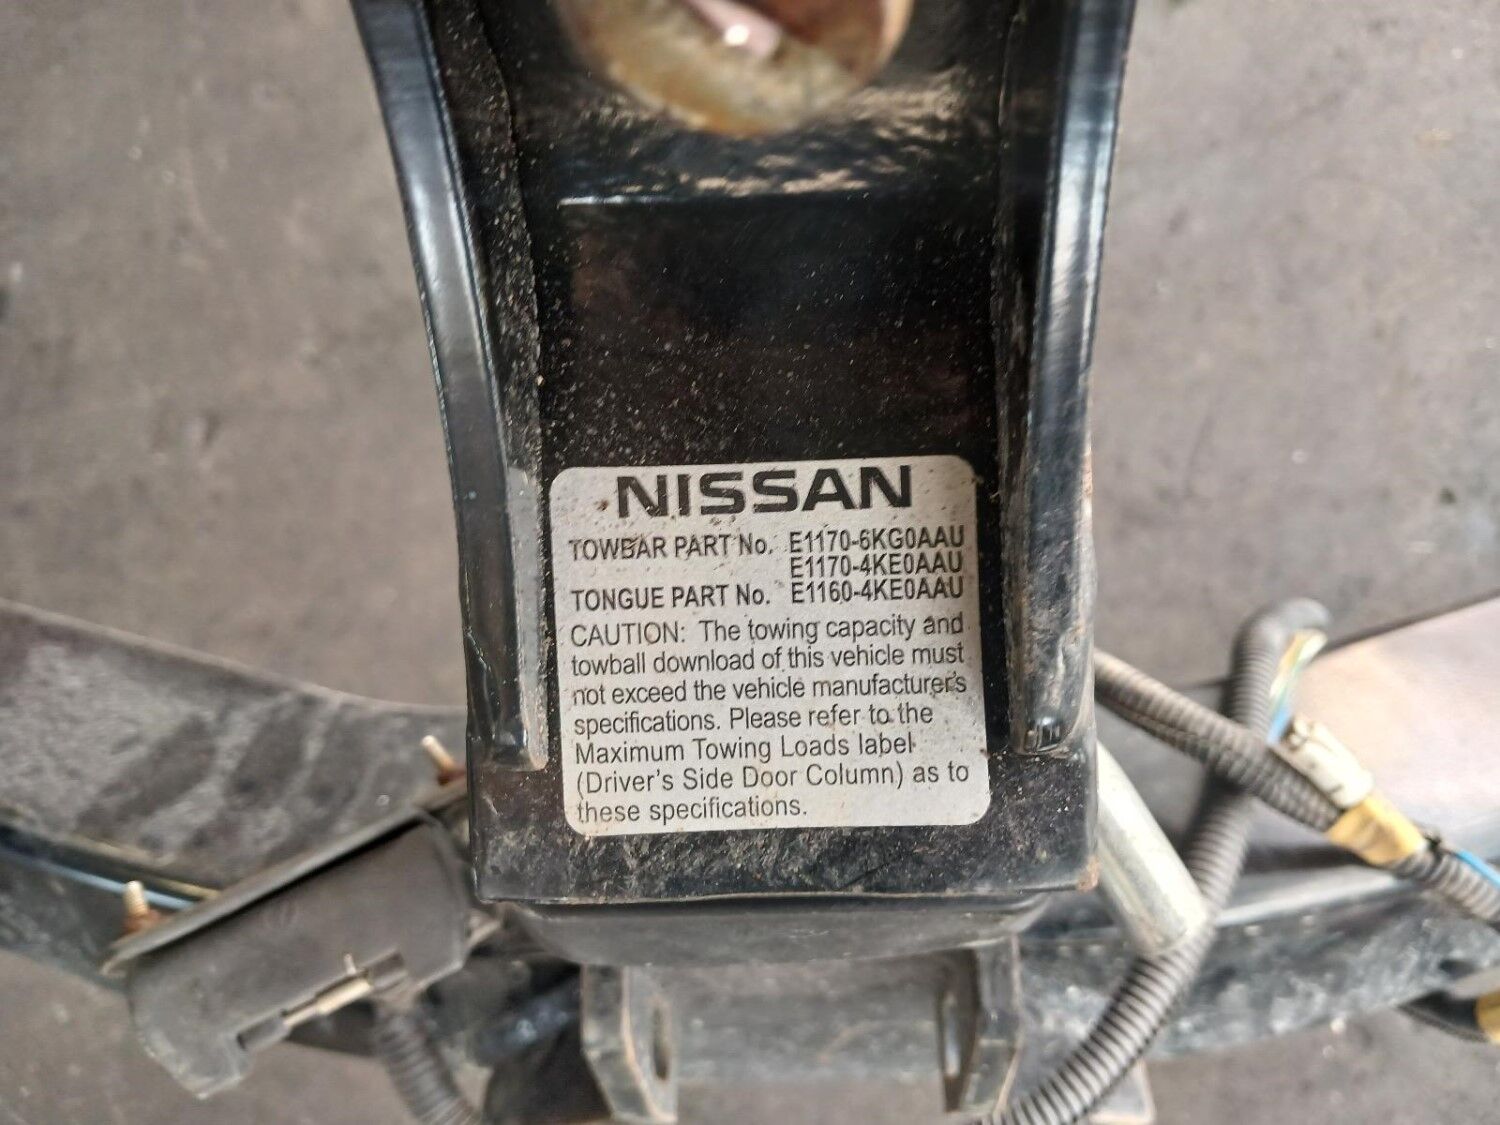 NISSAN
TOWBAR PART No. E1170-6KG0AAU
E1170-4KE0AAU
TONGUE PART No. E1160-4KE0AAU
CAUTION: The towing capacity and
towball download of this vehicle must
not exceed the vehicle manufacturer's
specifications. Please refer to the
Maximum Towing Loads label
(Driver's Side Door Column) as to
these specifications.